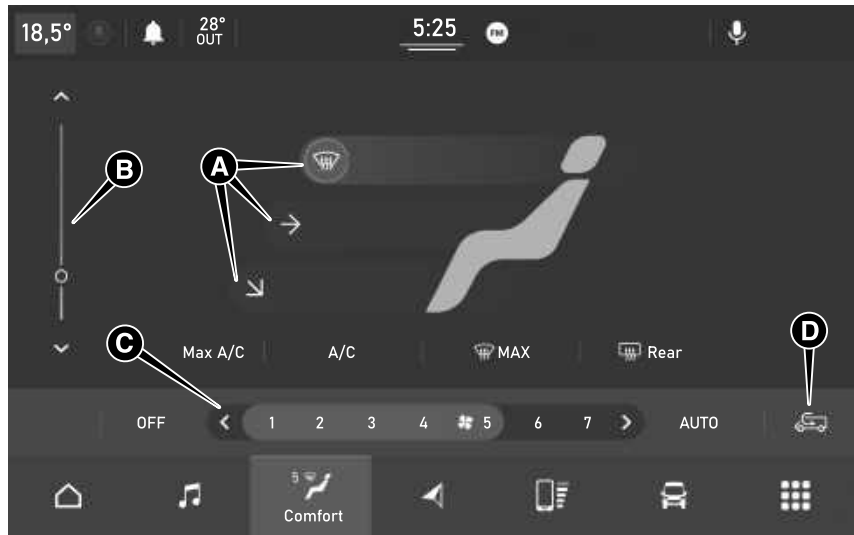 18,5° 28° 5:25 FM
OUT
B A
C D
Max A/C A/C MAX Rear
OFF 1 2 3 4 5 6 7 AUTO
5
Comfort